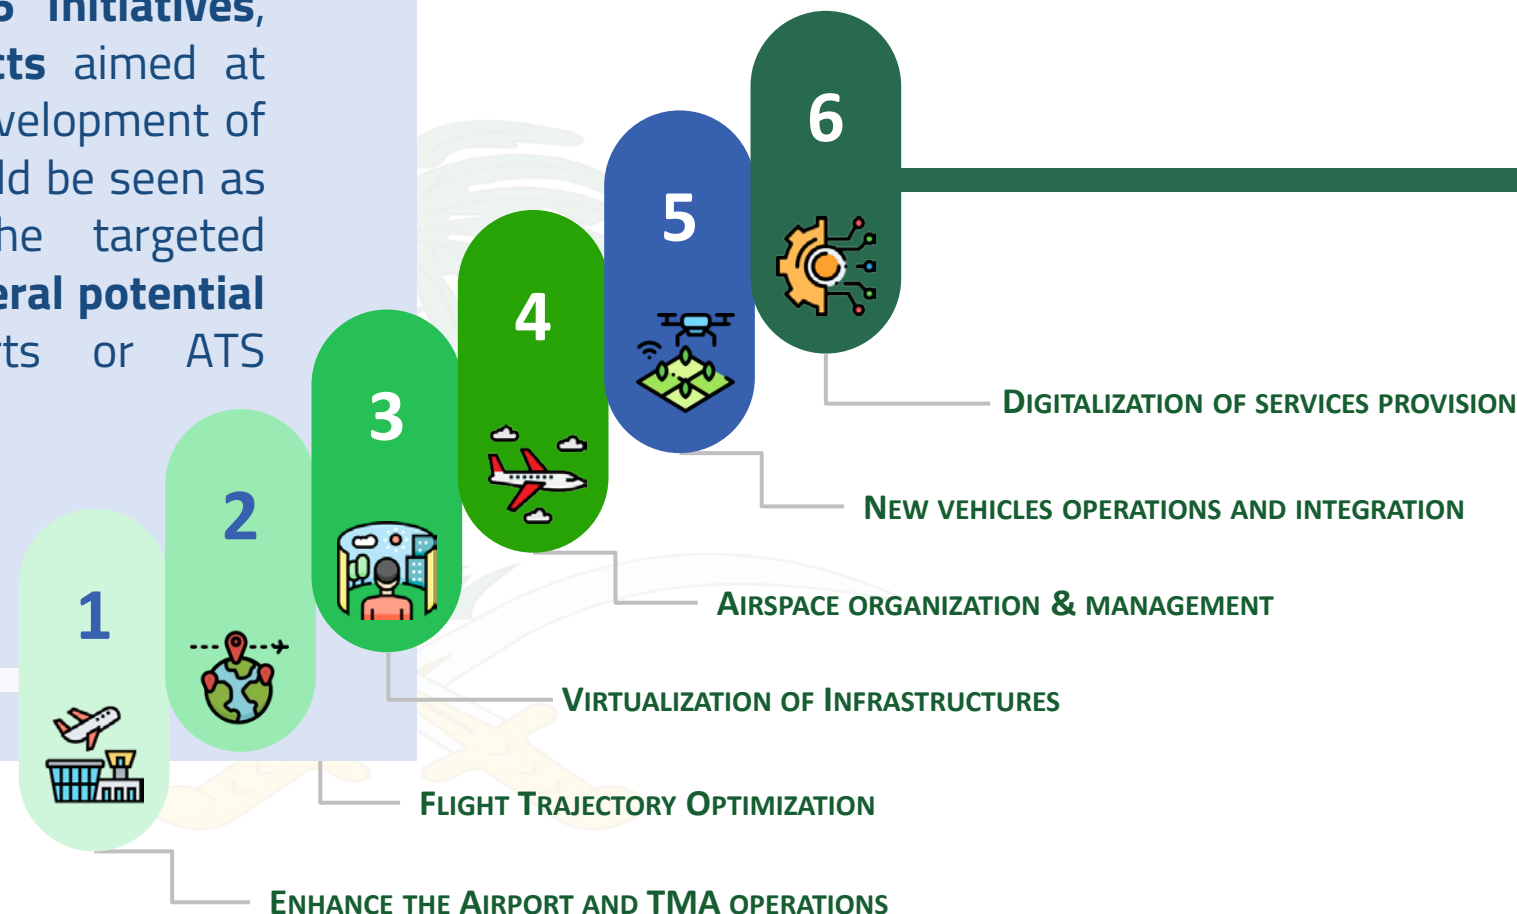 6 initiatives,
aimed at
of
be seen as
targeted
potential
or ATS
6
5
4
3
2
1
DIGITALIZATION OF SERVICES PROVISION
NEW VEHICLES OPERATIONS AND INTEGRATION
AIRSPACE ORGANIZATION & MANAGEMENT
VIRTUALIZATION OF INFRASTRUCTURES
FLIGHT TRAJECTORY OPTIMIZATION
ENHANCE THE AIRPORT AND TMA OPERATIONS